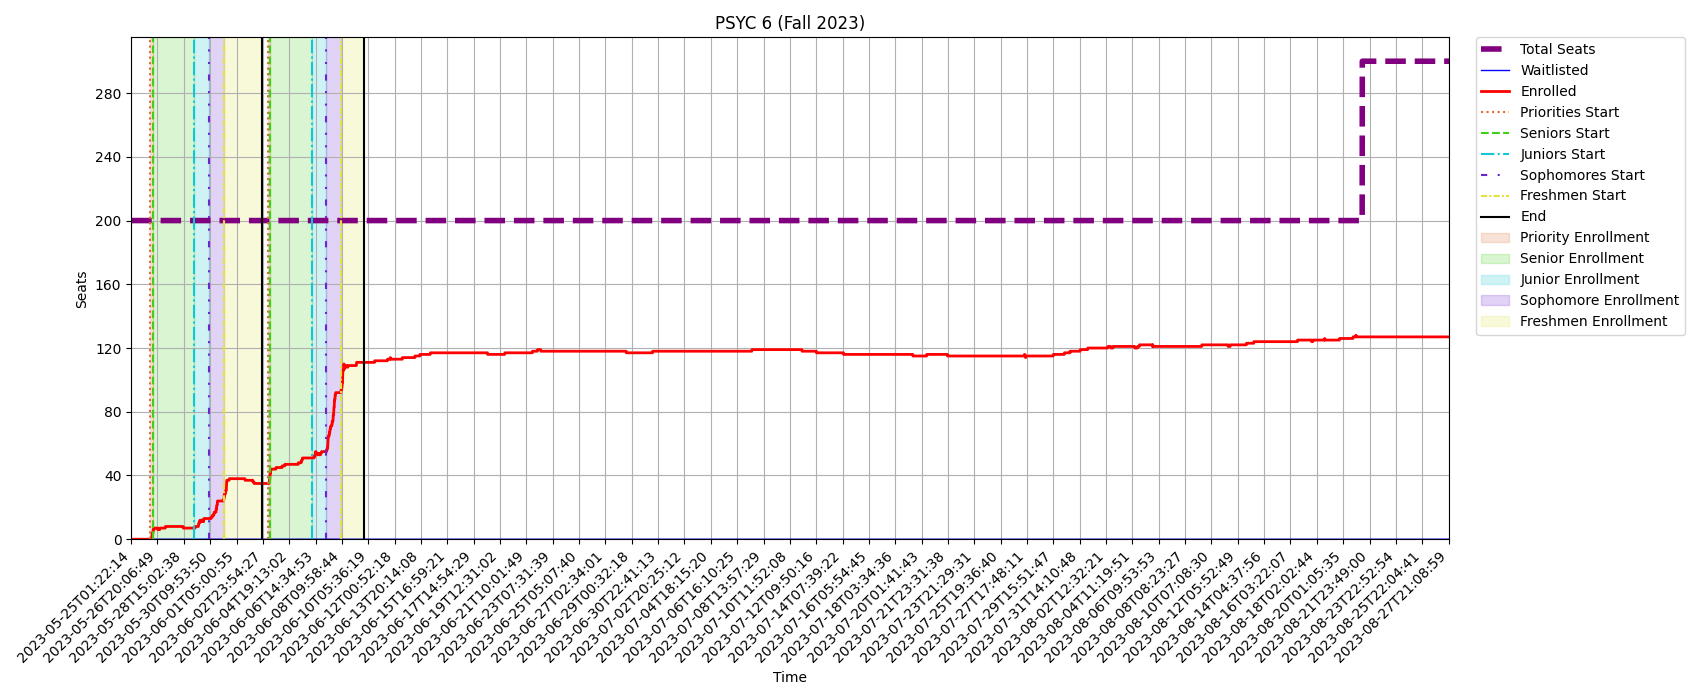 PSYC 6 (Fall 2023)
Seats
280
240
200
160
120
80
40
0
2023-05-25T01:22:14
2023-05-26T20:06:49
2023-05-28T15:02:38
2023-05-30T09:53:50
2023-06-01T05:00:55
2023-06-02T23:54:27
2023-06-04T19:13:02
2023-06-06T14:34:53
2023-06-08T09:58:44
2023-06-10T05:36:19
2023-06-12T00:52:18
2023-06-13T20:14:08
2023-06-15T16:59:21
2023-06-17T14:54:29
2023-06-19T12:31:02
2023-06-21T10:01:49
2023-06-23T07:31:39
2023-06-25T05:07:40
2023-06-27T02:34:01
2023-06-29T00:32:18
2023-06-30T22:41:13
2023-07-02T20:25:12
2023-07-04T18:15:20
2023-07-06T16:10:25
2023-07-08T13:57:29
2023-07-10T11:52:08
2023-07-12T09:50:16
2023-07-14T07:39:22
2023-07-16T05:54:45
2023-07-18T03:34:36
2023-07-20T01:41:43
2023-07-21T23:31:38
2023-07-23T21:29:31
2023-07-25T19:36:40
2023-07-27T17:48:11
2023-07-29T15:51:47
2023-07-31T14:10:48
2023-08-02T12:32:21
2023-08-04T11:19:51
2023-08-06T09:53:53
2023-08-08T08:23:27
2023-08-10T07:08:30
2023-08-12T05:52:49
2023-08-14T04:37:56
2023-08-16T03:22:07
2023-08-18T02:02:44
2023-08-20T01:05:35
2023-08-21T23:49:00
2023-08-23T22:52:54
2023-08-25T22:04:41
2023-08-27T21:08:59
Time
Total Seats
Waitlisted
Enrolled
Priorities Start
Seniors Start
Juniors Start
Sophomores Start
Freshmen Start
End
Priority Enrollment
Senior Enrollment
Junior Enrollment
Sophomore Enrollment
Freshmen Enrollment